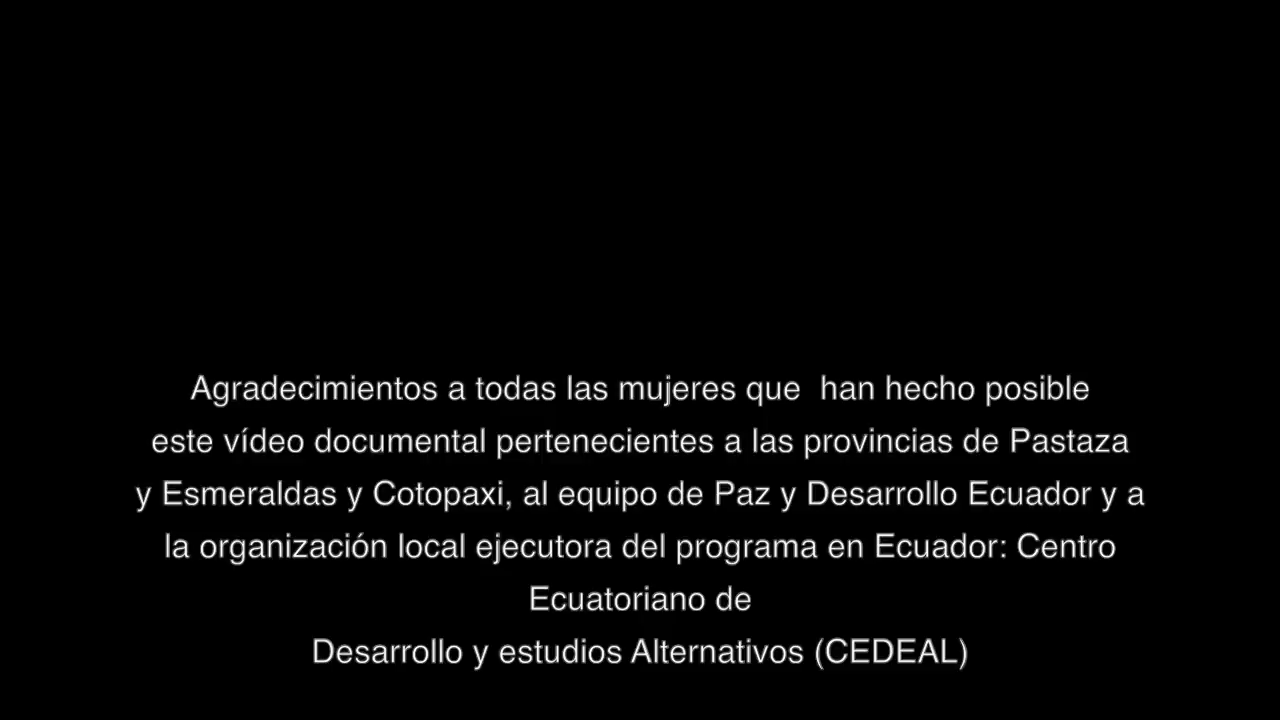 Agradecimientos a todas las mujeres que  han hecho posible
este vídeo documental pertenecientes a las provincias de Pastaza
y Esmeraldas y Cotopaxi, al equipo de Paz y Desarrollo Ecuador y a
la organización local ejecutora del programa en Ecuador: Centro
Ecuatoriano de
Desarrollo y estudios Alternativos (CEDEAL)